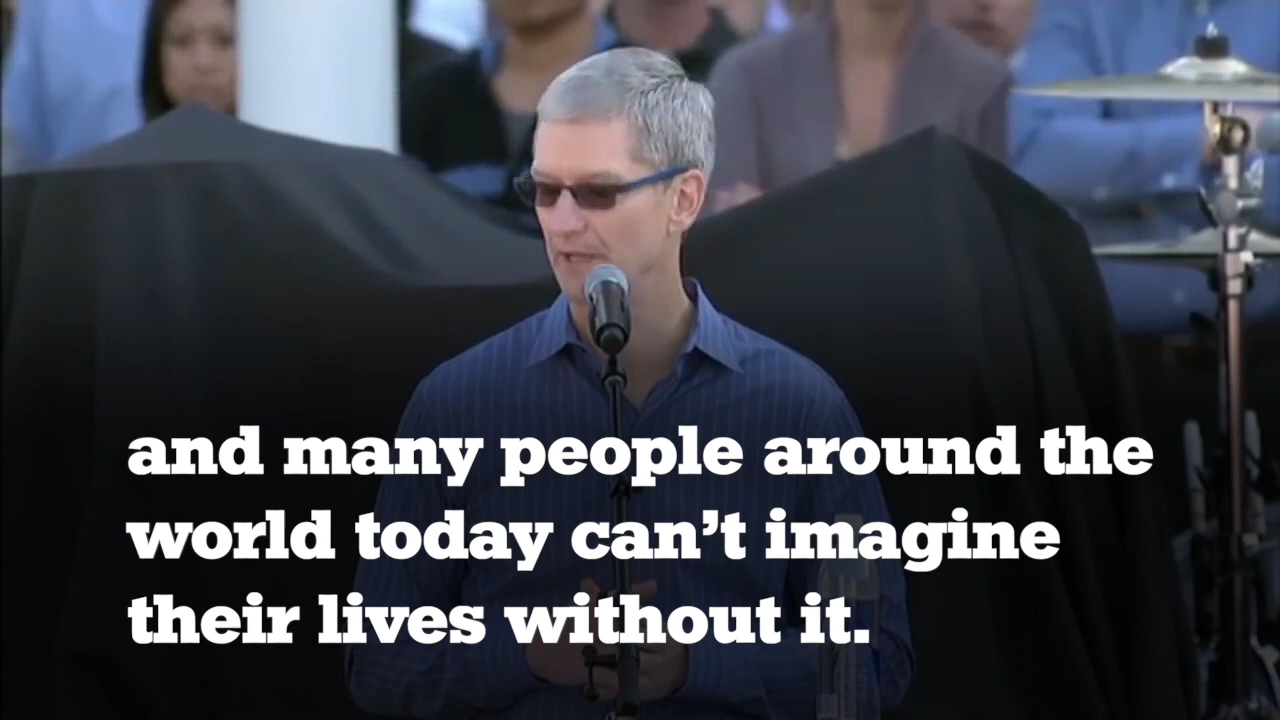 and many people around the
world today can’t imagine
their lives without it.